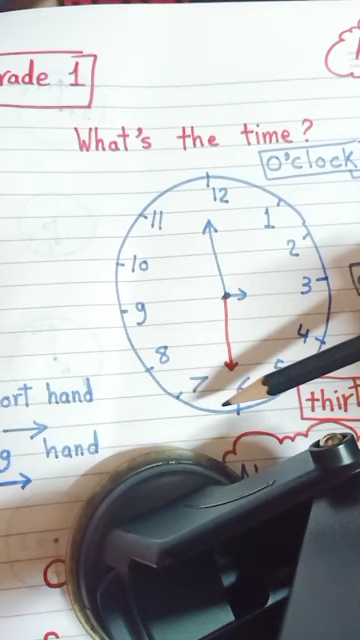 rade 1
What's the time?
O'clock
12
11
1
10
2
9
3
8
4
7
ort hand
thirt
g hand